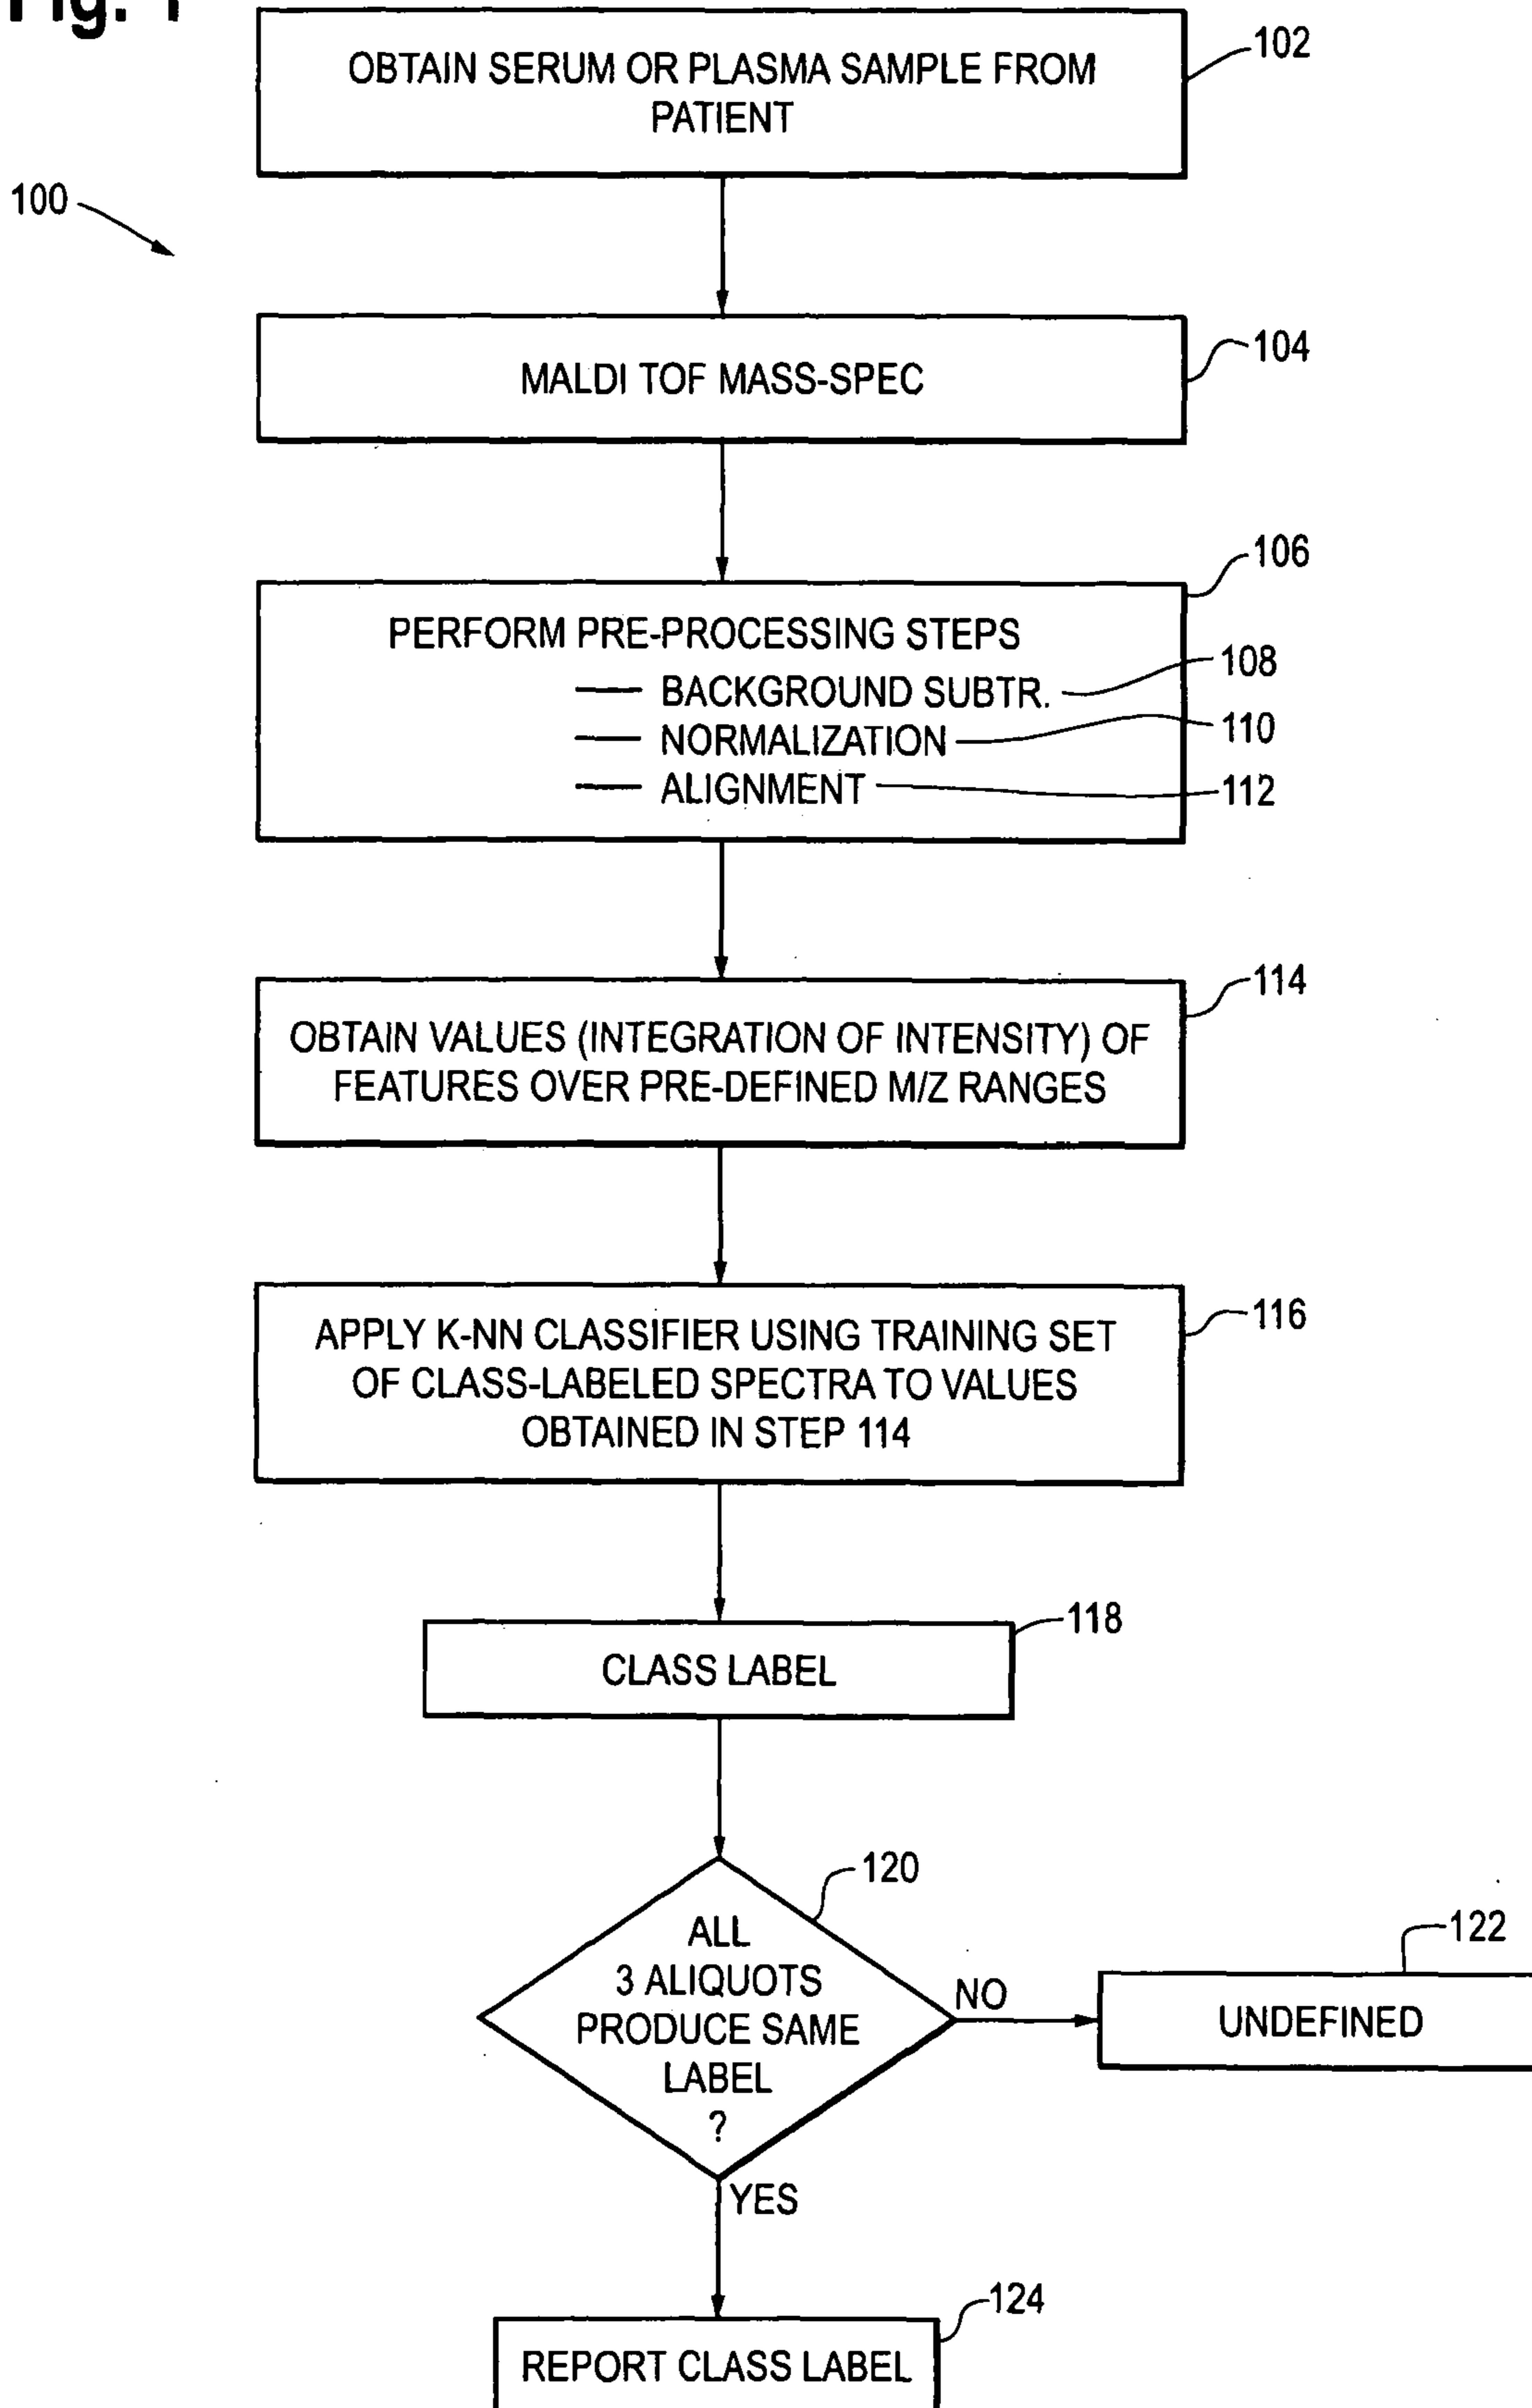 Fig. 1
OBTAIN SERUM OR PLASMA SAMPLE FROM
PATIENT
102
100
MALDI TOF MASS-SPEC
104
106
PERFORM PRE-PROCESSING STEPS
— BACKGROUND SUBTR.
108
— NORMALIZATION
110
— ALIGNMENT
112
114
OBTAIN VALUES (INTEGRATION OF INTENSITY) OF
FEATURES OVER PRE-DEFINED M/Z RANGES
116
APPLY K-NN CLASSIFIER USING TRAINING SET
OF CLASS-LABELED SPECTRA TO VALUES
OBTAINED IN STEP 114
118
CLASS LABEL
120
ALL
3 ALIQUOTS
PRODUCE SAME
LABEL
?
NO
122
UNDEFINED
YES
124
REPORT CLASS LABEL